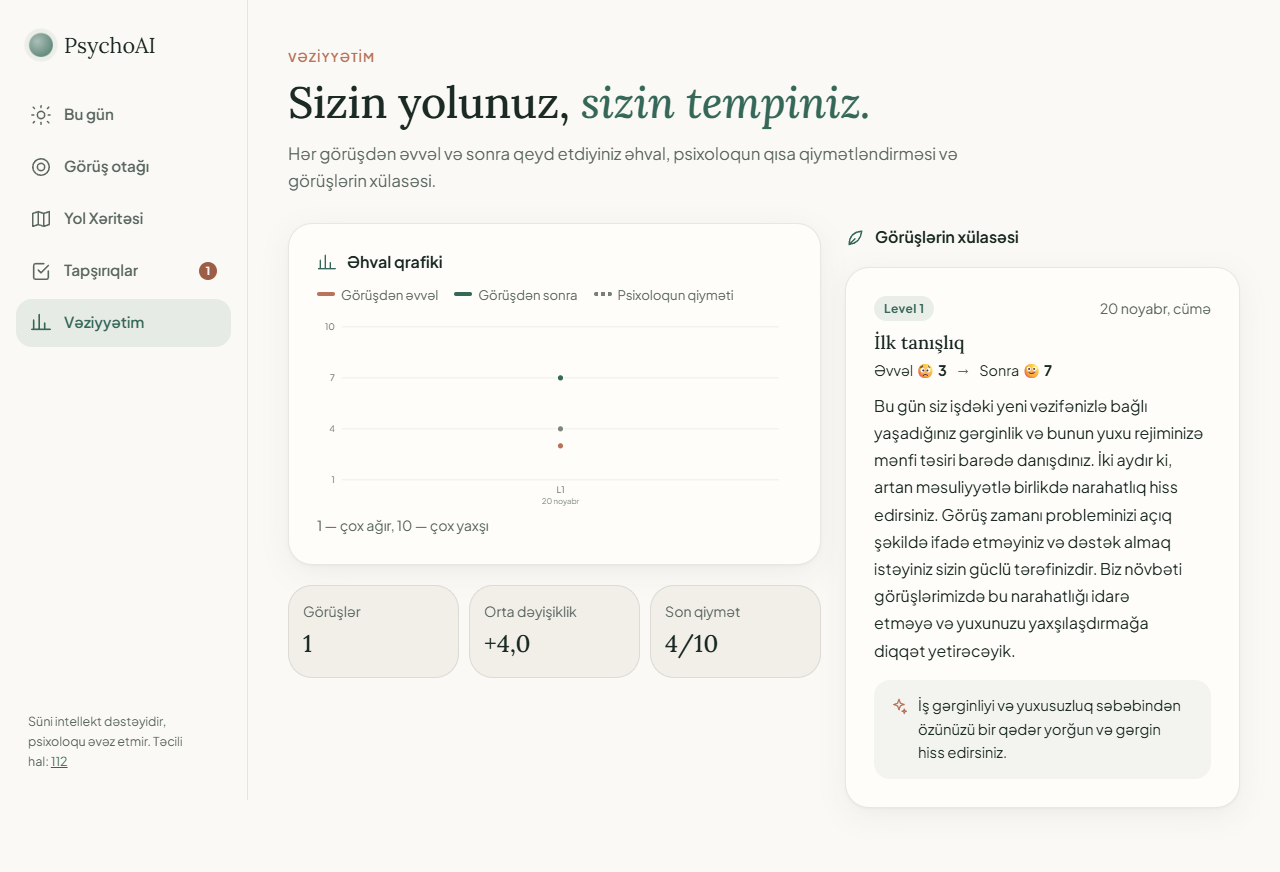 PsychoAI
Bu gün
Görüş otağı
Yol Xəritəsi
Tapşırıqlar 1
Vəziyyətim
Süni intellekt dəstəyidir,
psixoloqu əvəz etmir. Təcili
hal: 112
VƏZİYYƏTİM
Sizin yolunuz, sizin tempiniz.
Hər görüşdən əvvəl və sonra qeyd etdiyiniz əhval, psixoloqun qısa qiymətləndirməsi və
görüşlərin xülasəsi.
Əhval qrafiki
Görüşdən əvvəl Görüşdən sonra Psixoloqun qiyməti
10
7
4
1
L1
20 noyabr
1 — çox ağır, 10 — çox yaxşı
Görüşlər
1
Orta dəyişiklik
+4,0
Son qiymət
4/10
Görüşlərin xülasəsi
Level 1 20 noyabr, cümə
İlk tanışlıq
Əvvəl 😟 3 → Sonra 🙂 7
Bu gün siz işdəki yeni vəzifənizlə bağlı
yaşadığınız gərginlik və bunun yuxu rejiminizə
mənfi təsiri barədə danışdınız. İki aydır ki,
artan məsuliyyətlə birlikdə narahatlıq hiss
edirsiniz. Görüş zamanı probleminizi açıq
şəkildə ifadə etməyiniz və dəstək almaq
istəyiniz sizin güclü tərəfinizdir. Biz növbəti
görüşlərimizdə bu narahatlığı idarə
etməyə və yuxunuzu yaxşılaşdırmağa
diqqət yetirəcəyik.
İş gərginliyi və yuxusuzluq səbəbindən
özünüzü bir qədər yorğun və gərgin
hiss edirsiniz.